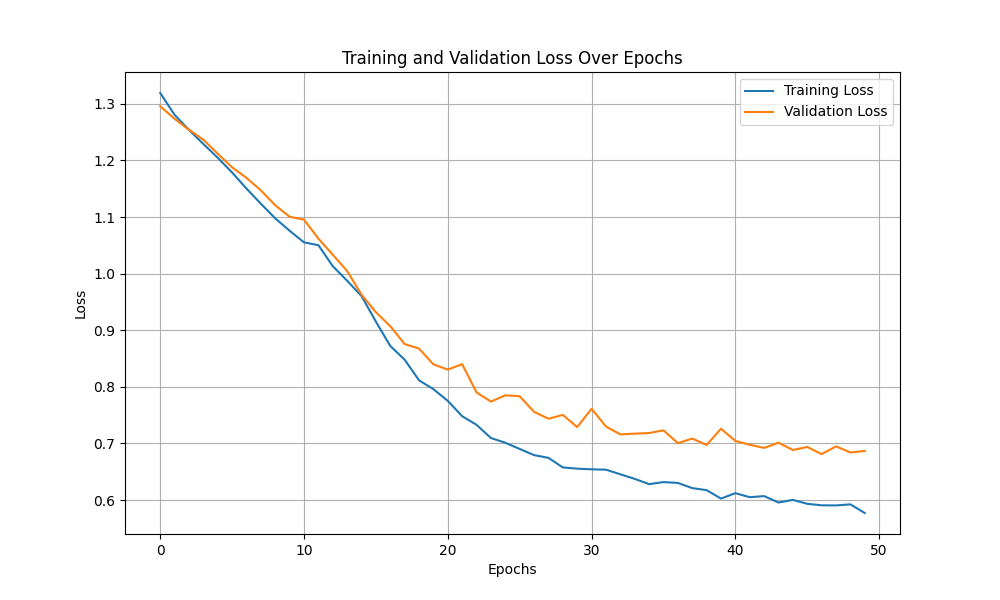 Training and Validation Loss Over Epochs
Training Loss
Validation Loss
1.3
1.2
1.1
1.0
0.9
0.8
0.7
0.6
Loss
0 10 20 30 40 50
Epochs